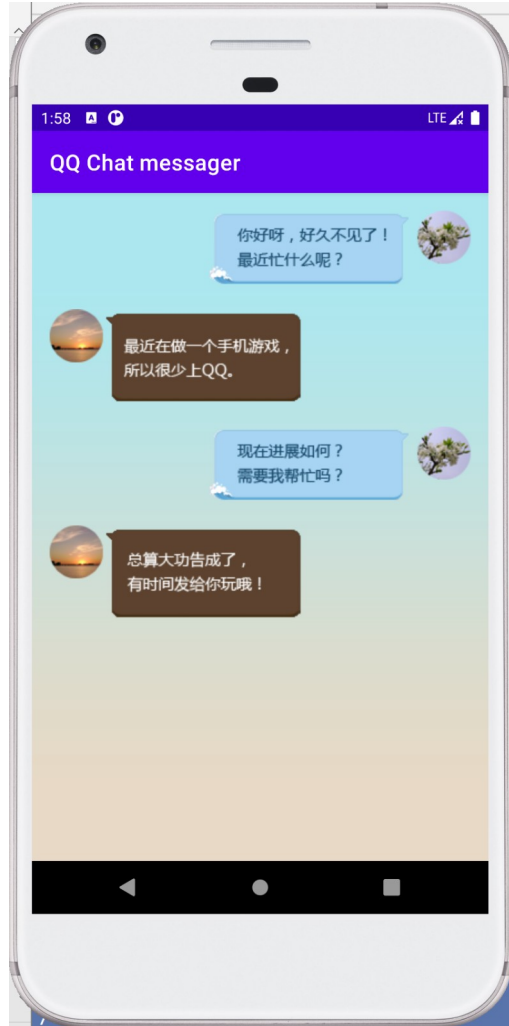 1:58
LTE
QQ Chat messager
你好呀，好久不见了！
最近忙什么呢？
最近在做一个手机游戏，
所以很少上QQ。
现在进展如何？
需要我帮忙吗？
总算大功告成了，
有时间发给你玩哦！